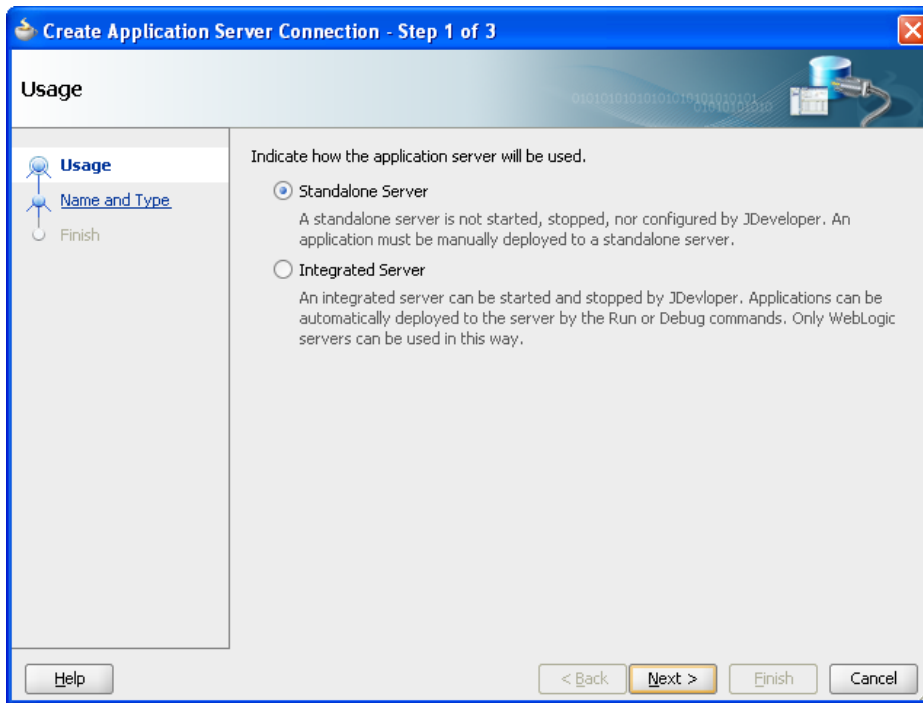 Create Application Server Connection - Step 1 of 3
Usage
Usage
Name and Type
Finish
Indicate how the application server will be used.
Standalone Server
A standalone server is not started, stopped, nor configured by JDeveloper. An
application must be manually deployed to a standalone server.
Integrated Server
An integrated server can be started and stopped by JDevloper. Applications can be
automatically deployed to the server by the Run or Debug commands. Only WebLogic
servers can be used in this way.
Help
< Back
Next >
Finish
Cancel